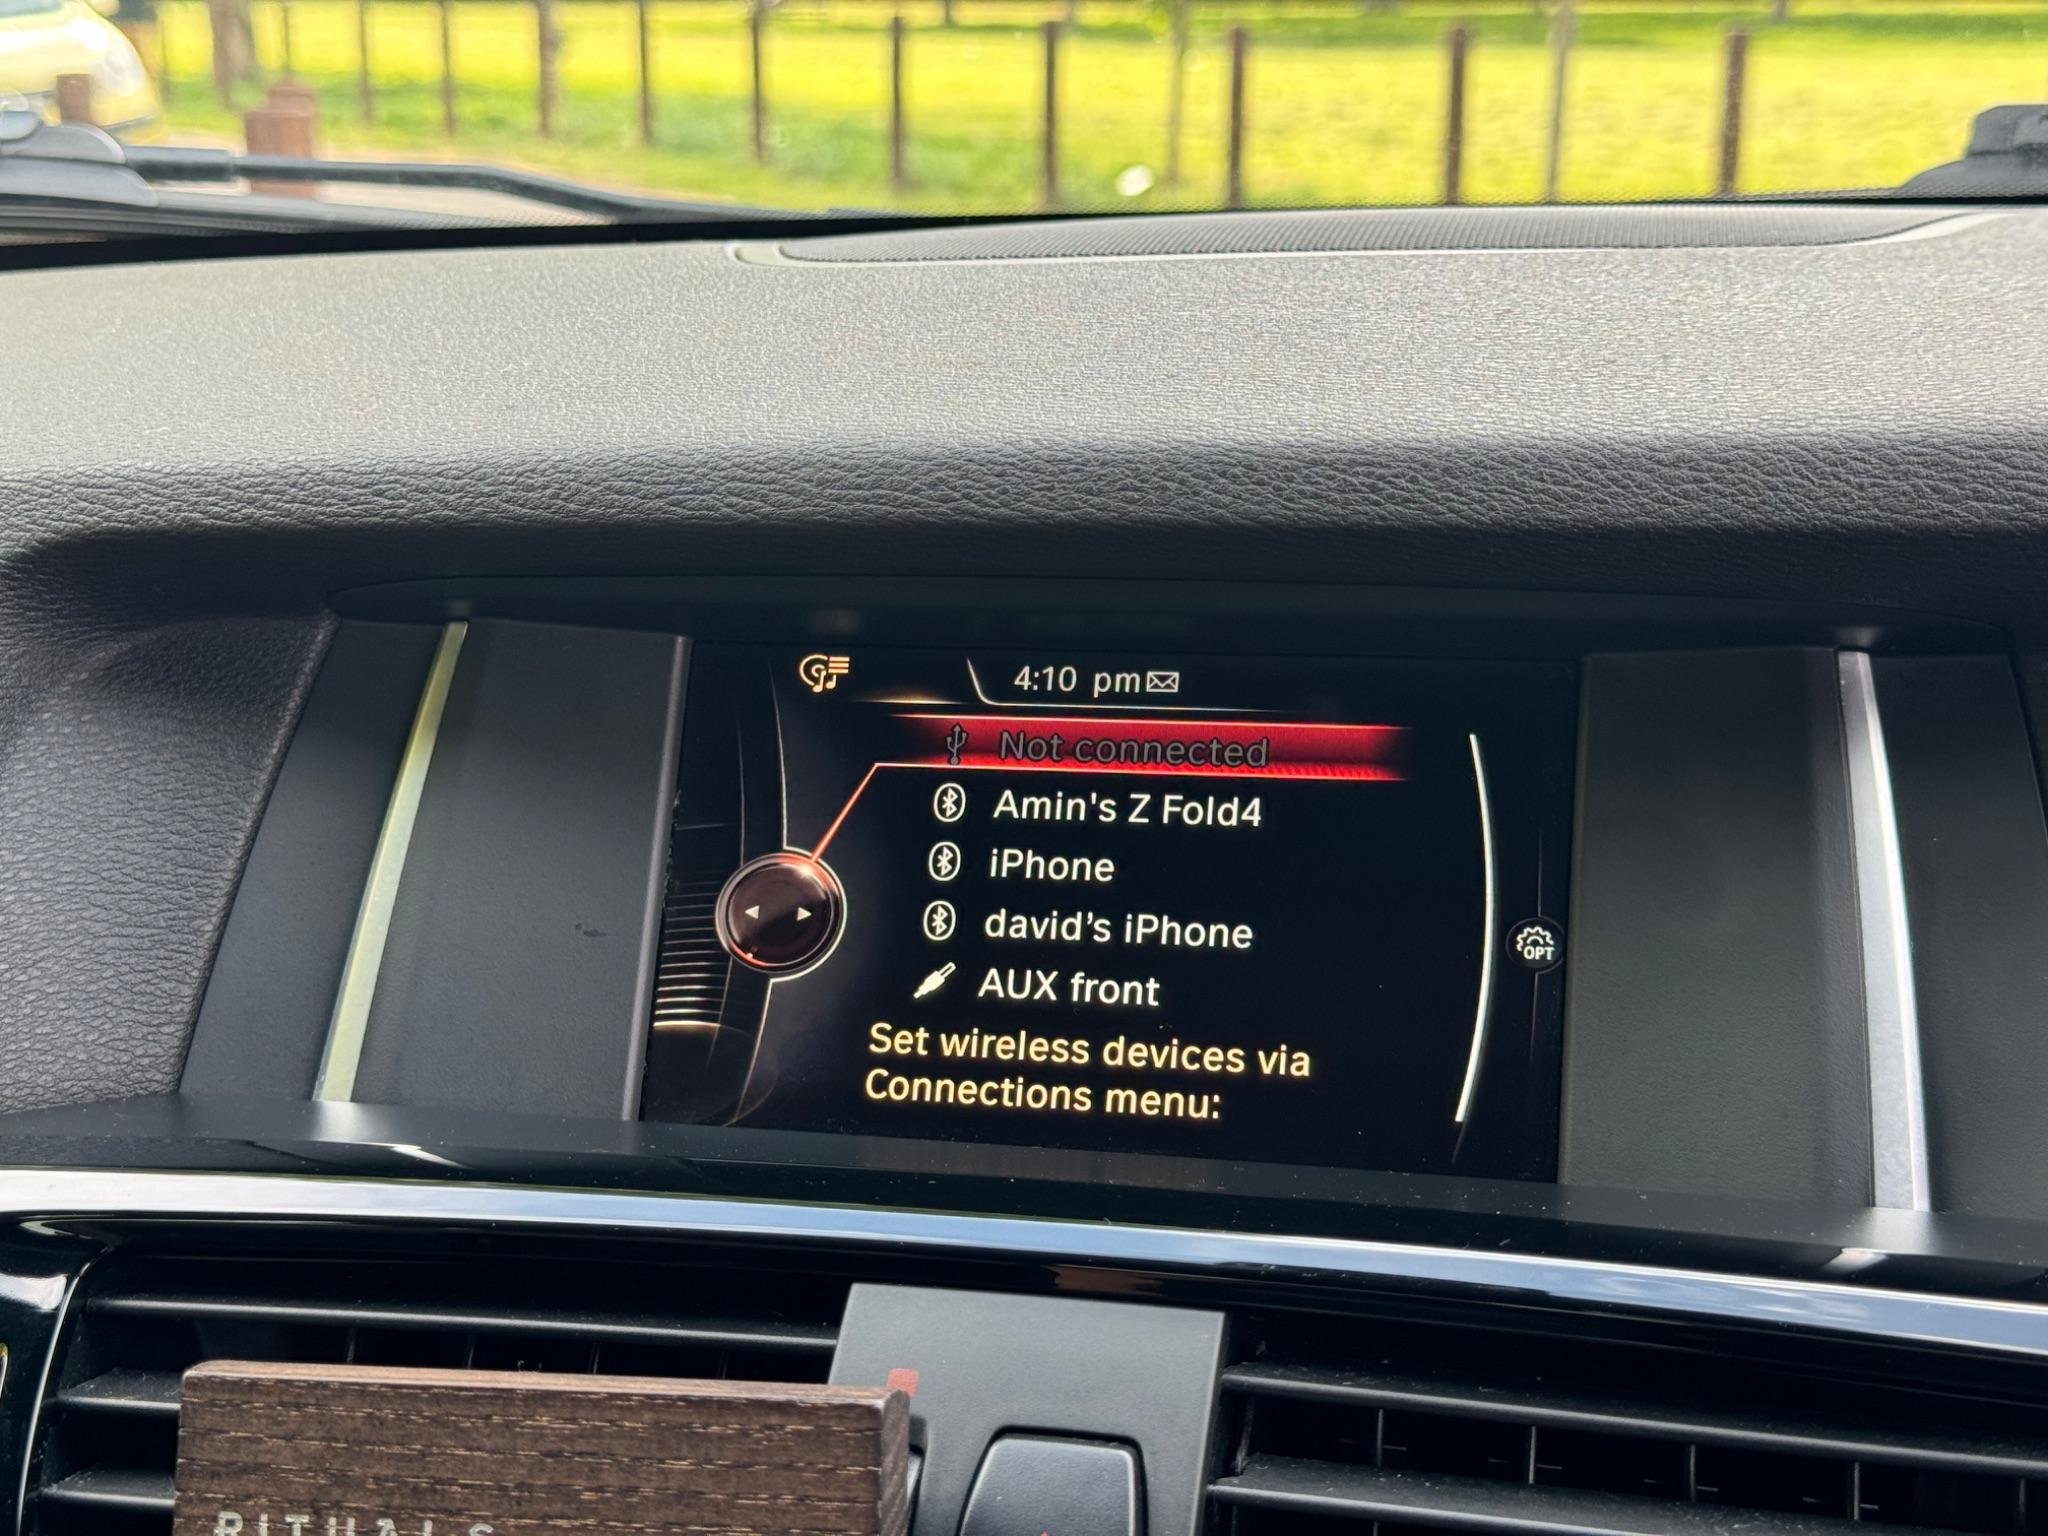 4:10 pm
Not connected
Amin's Z Fold4
iPhone
david’s iPhone
AUX front
Set wireless devices via
Connections menu:
OPT
RITUALS